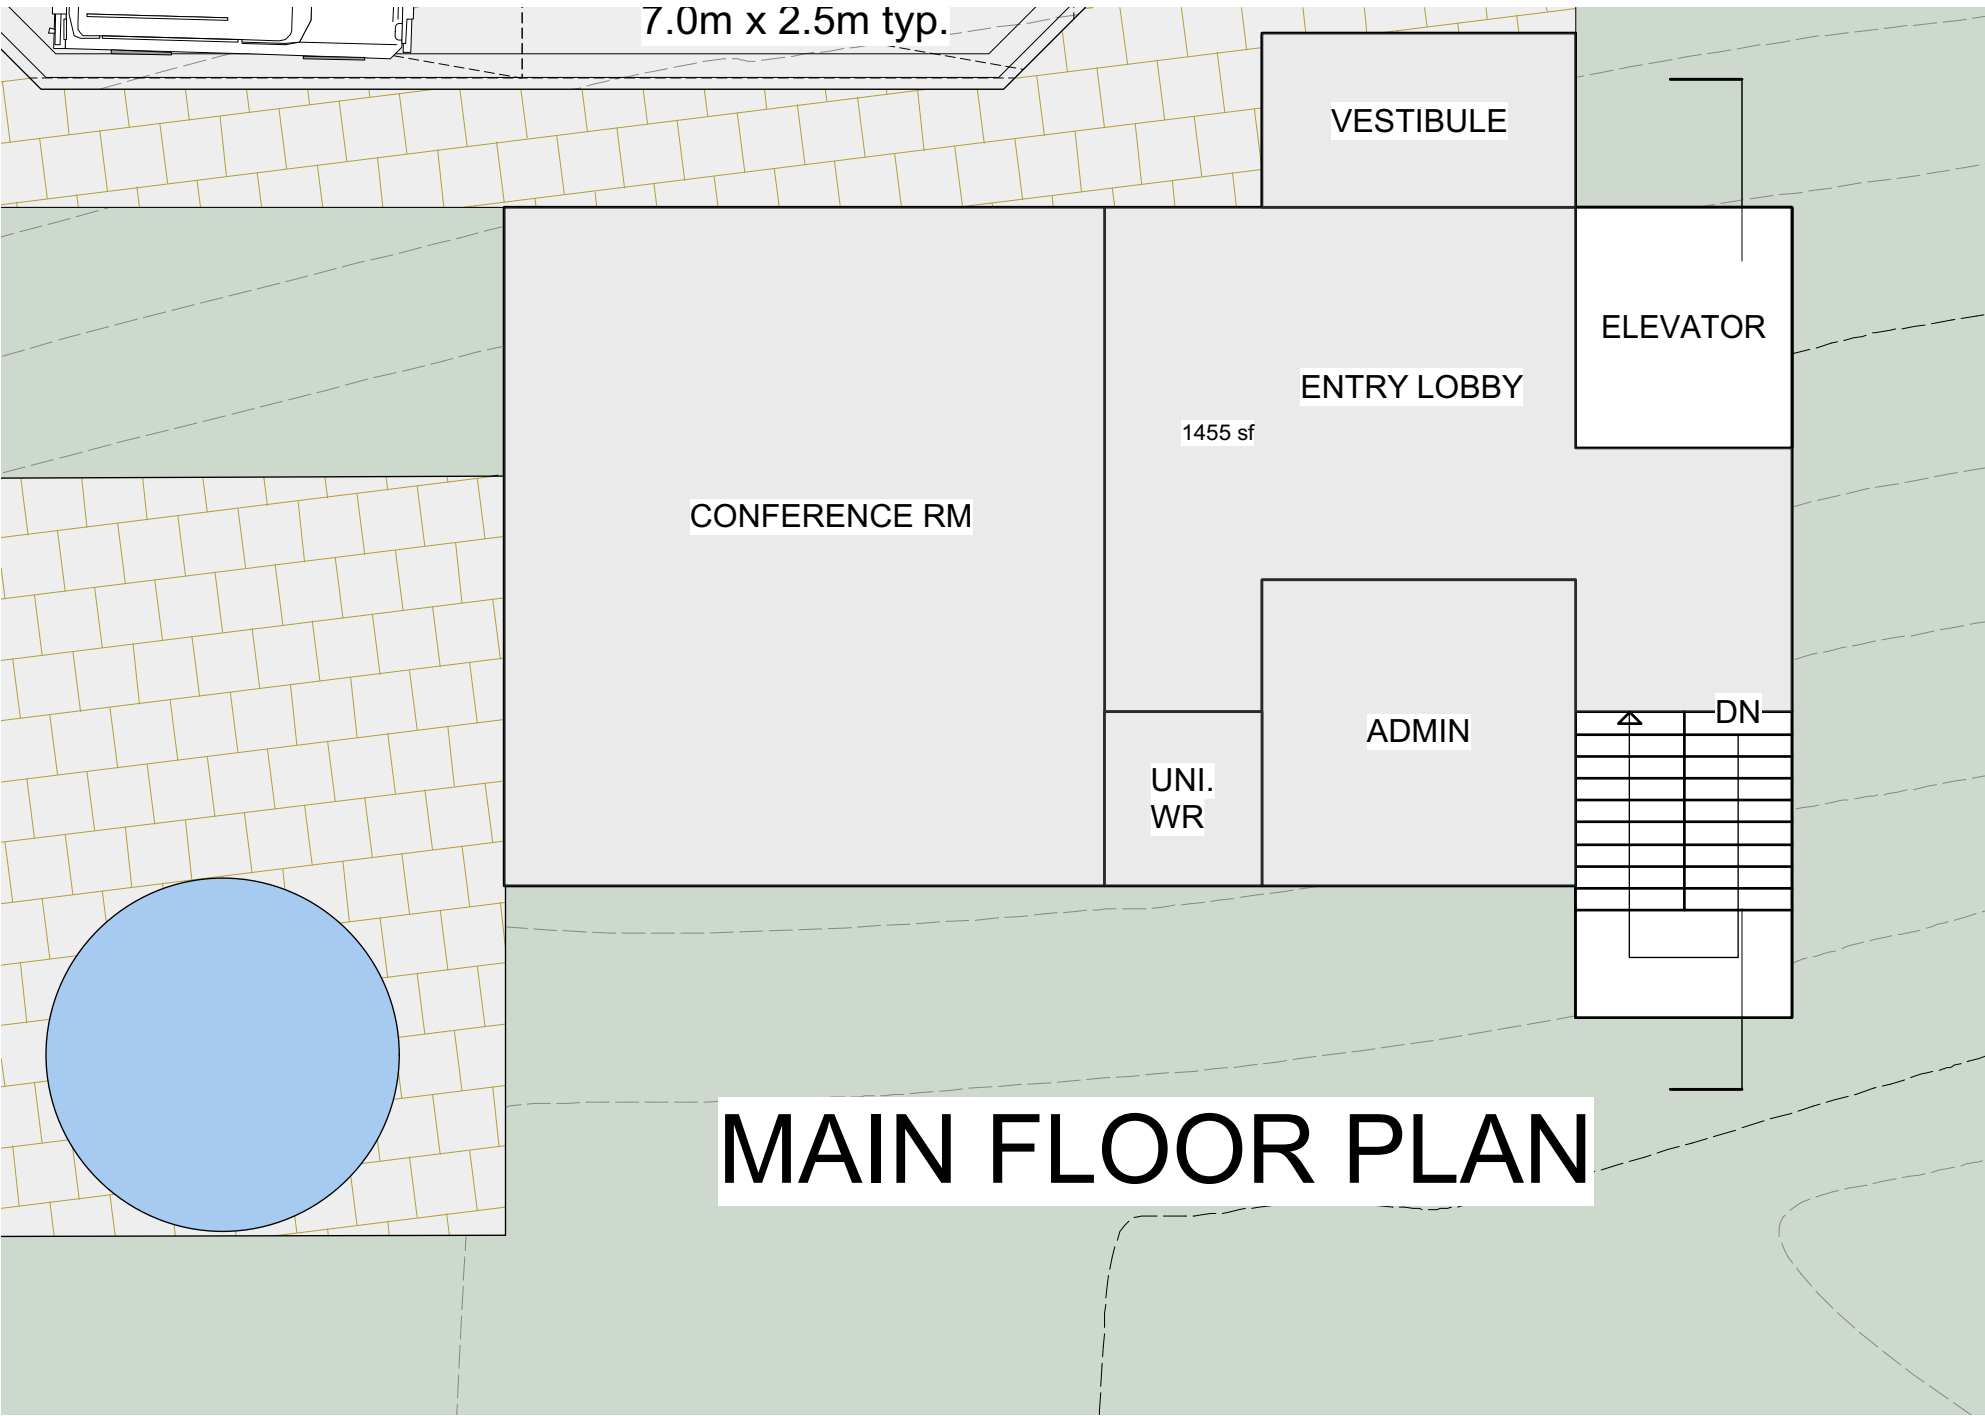 7.0m x 2.5m typ.
VESTIBULE
ELEVATOR
ENTRY LOBBY
1455 sf
CONFERENCE RM
DN
ADMIN
UNI.
WR
MAIN FLOOR PLAN